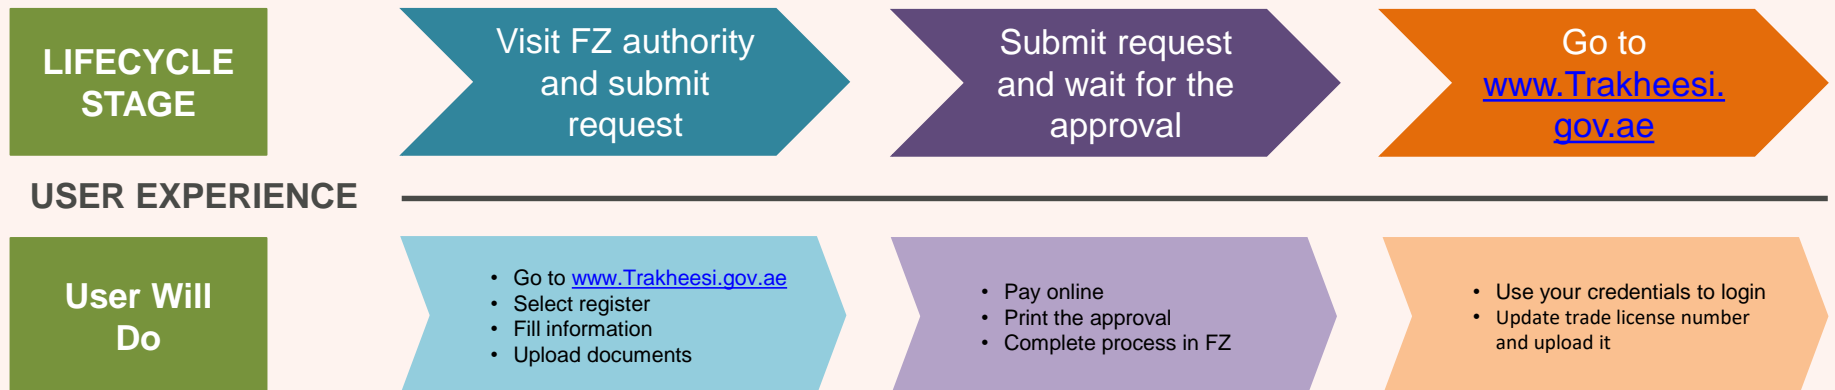 LIFECYCLE
STAGE
Visit FZ authority
and submit
request
Submit request
and wait for the
approval
Go to
www.Trakheesi.
gov.ae
USER EXPERIENCE
User Will
Do
• Go to www.Trakheesi.gov.ae
• Select register
• Fill information
• Upload documents
• Pay online
• Print the approval
• Complete process in FZ
• Use your credentials to login
• Update trade license number
and upload it